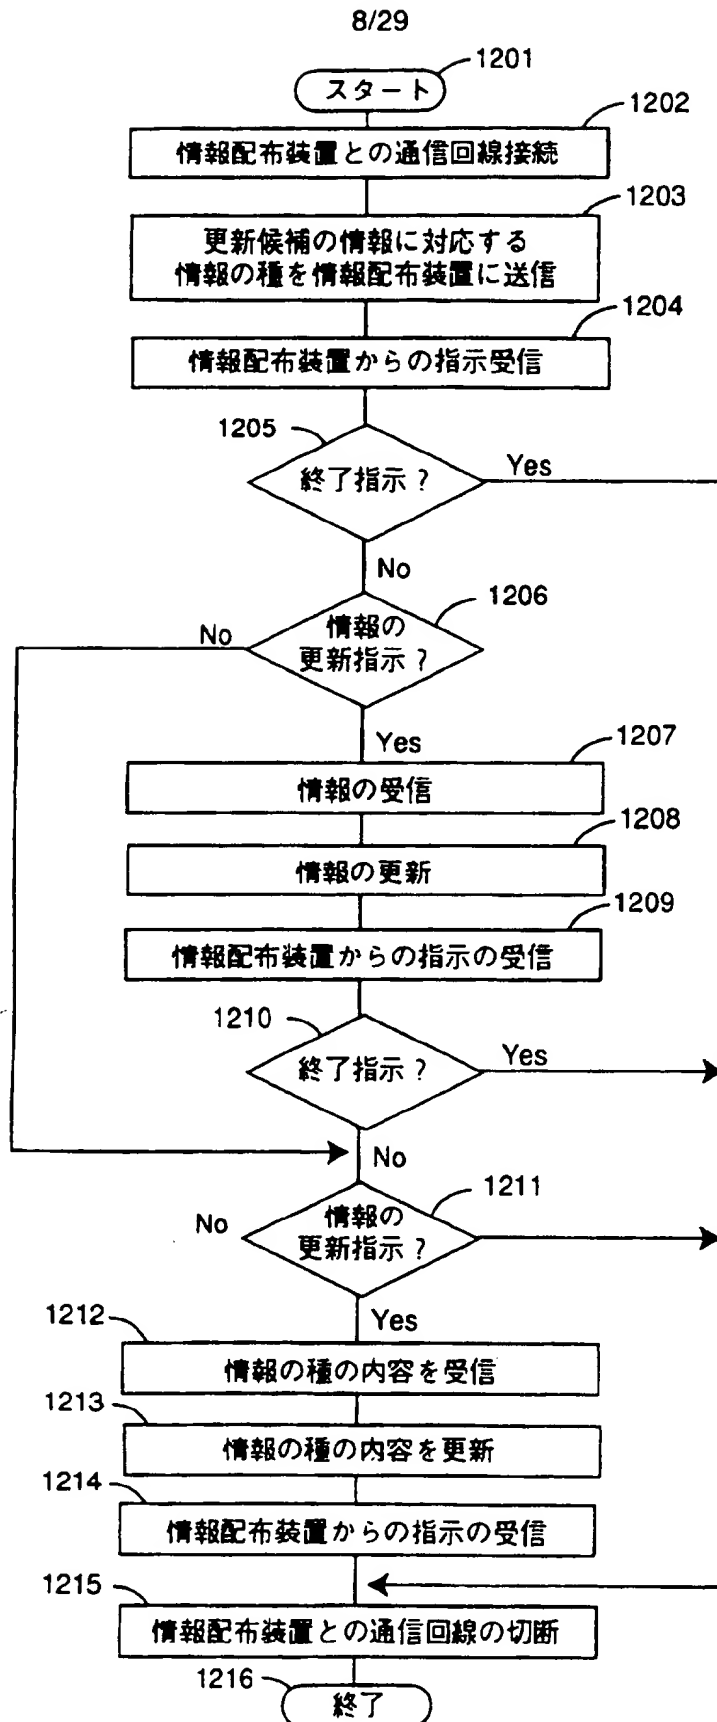 8/29
1201
スタート
1202
情報配布装置との通信回線接続
1203
更新候補の情報に対応する
情報の種を情報配布装置に送信
1204
情報配布装置からの指示受信
1205
終了指示?
Yes
No
1206
情報の
更新指示?
No
Yes
1207
情報の受信
1208
情報の更新
1209
情報配布装置からの指示の受信
1210
終了指示?
Yes
No
1211
情報の
更新指示?
No
Yes
1212
情報の種の内容を受信
1213
情報の種の内容を更新
1214
情報配布装置からの指示の受信
1215
情報配布装置との通信回線の切断
1216
終了